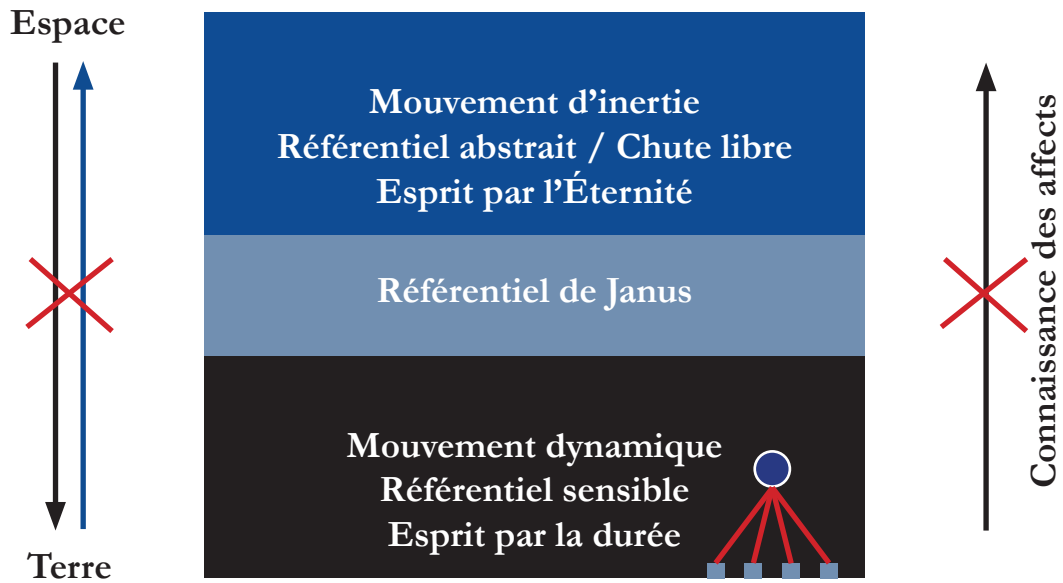 Espace
Mouvement d'inertie
Référentiel abstrait / Chute libre
Esprit par l'Éternité
Référentiel de Janus
Mouvement dynamique
Référentiel sensible
Esprit par la durée
Terre
Connaissance des affects